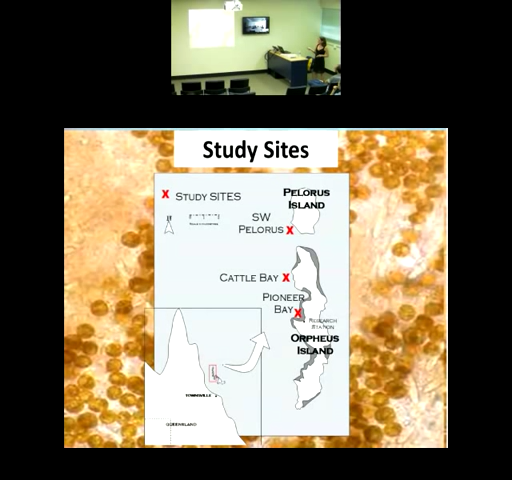 Study Sites
X STUDY SITES
PELORUS
ISLAND
SW
PELORUS X
CATTLE BAY X
PIONEER
BAY X
RESEARCH
STATION
ORPHEUS
ISLAND
TOWNSVILLE
QUEENSLAND